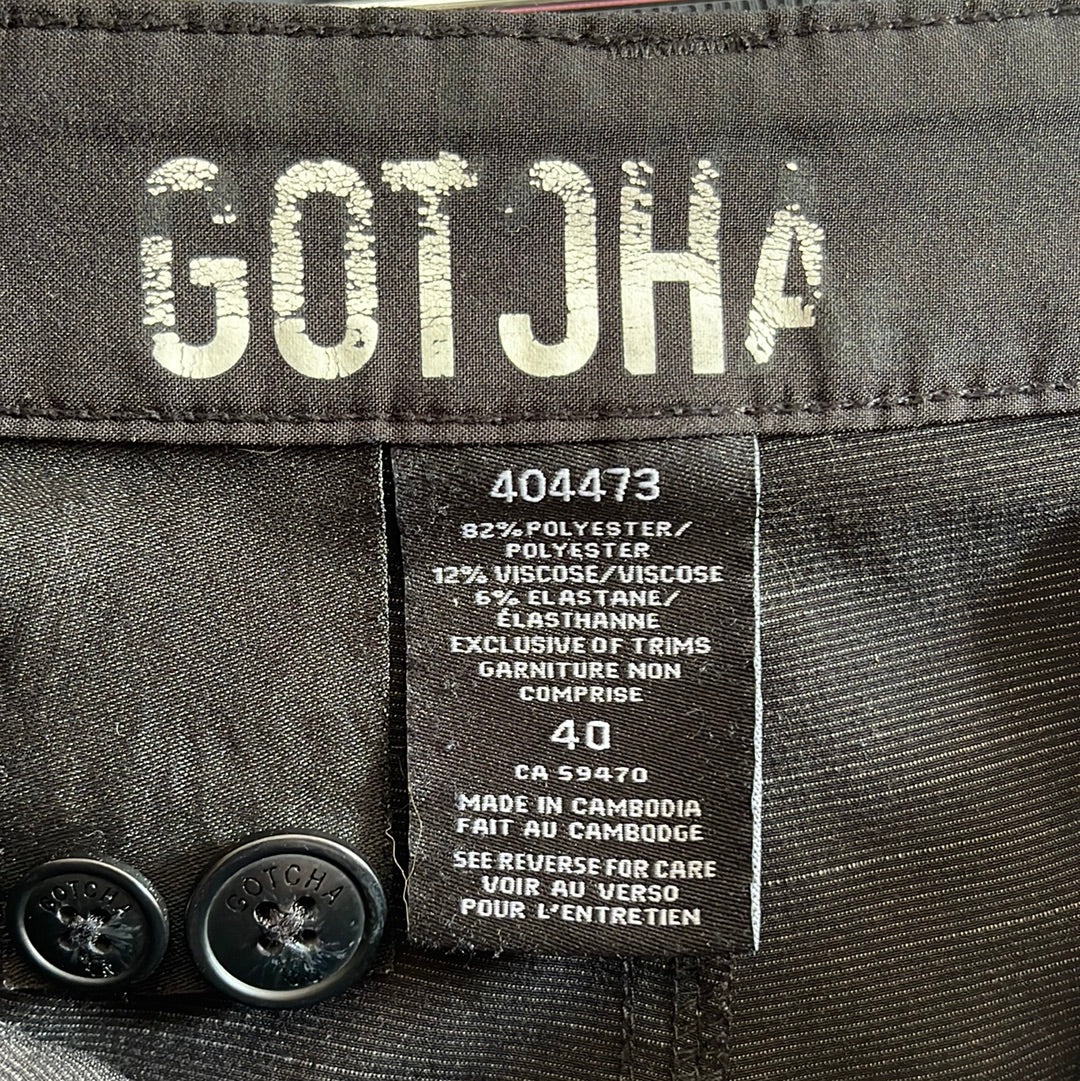 GOTCHA
404473
82% POLYESTER/
POLYESTER
12% VISCOSE/VISCOSE
6% ELASTANE/
ÉLASTHANNE
EXCLUSIVE OF TRIMS
GARNITURE NON
COMPRISE
40
CA 59470
MADE IN CAMBODIA
FAIT AU CAMBODGE
SEE REVERSE FOR CARE
VOIR AU VERSO
POUR L'ENTRETIEN
GOTCHA
GOTCHA